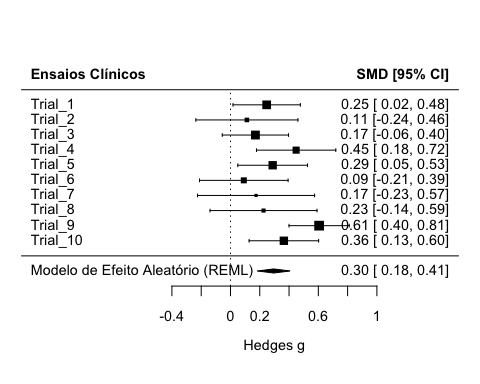 Ensaios Clínicos SMD [95% CI]
Trial_1 0.25 [ 0.02, 0.48]
Trial_2 0.11 [-0.24, 0.46]
Trial_3 0.17 [-0.06, 0.40]
Trial_4 0.45 [ 0.18, 0.72]
Trial_5 0.29 [ 0.05, 0.53]
Trial_6 0.09 [-0.21, 0.39]
Trial_7 0.17 [-0.23, 0.57]
Trial_8 0.23 [-0.14, 0.59]
Trial_9 0.61 [ 0.40, 0.81]
Trial_10 0.36 [ 0.13, 0.60]
Modelo de Efeito Aleatório (REML) 0.30 [ 0.18, 0.41]
-0.4 0 0.2 0.6 1
Hedges g